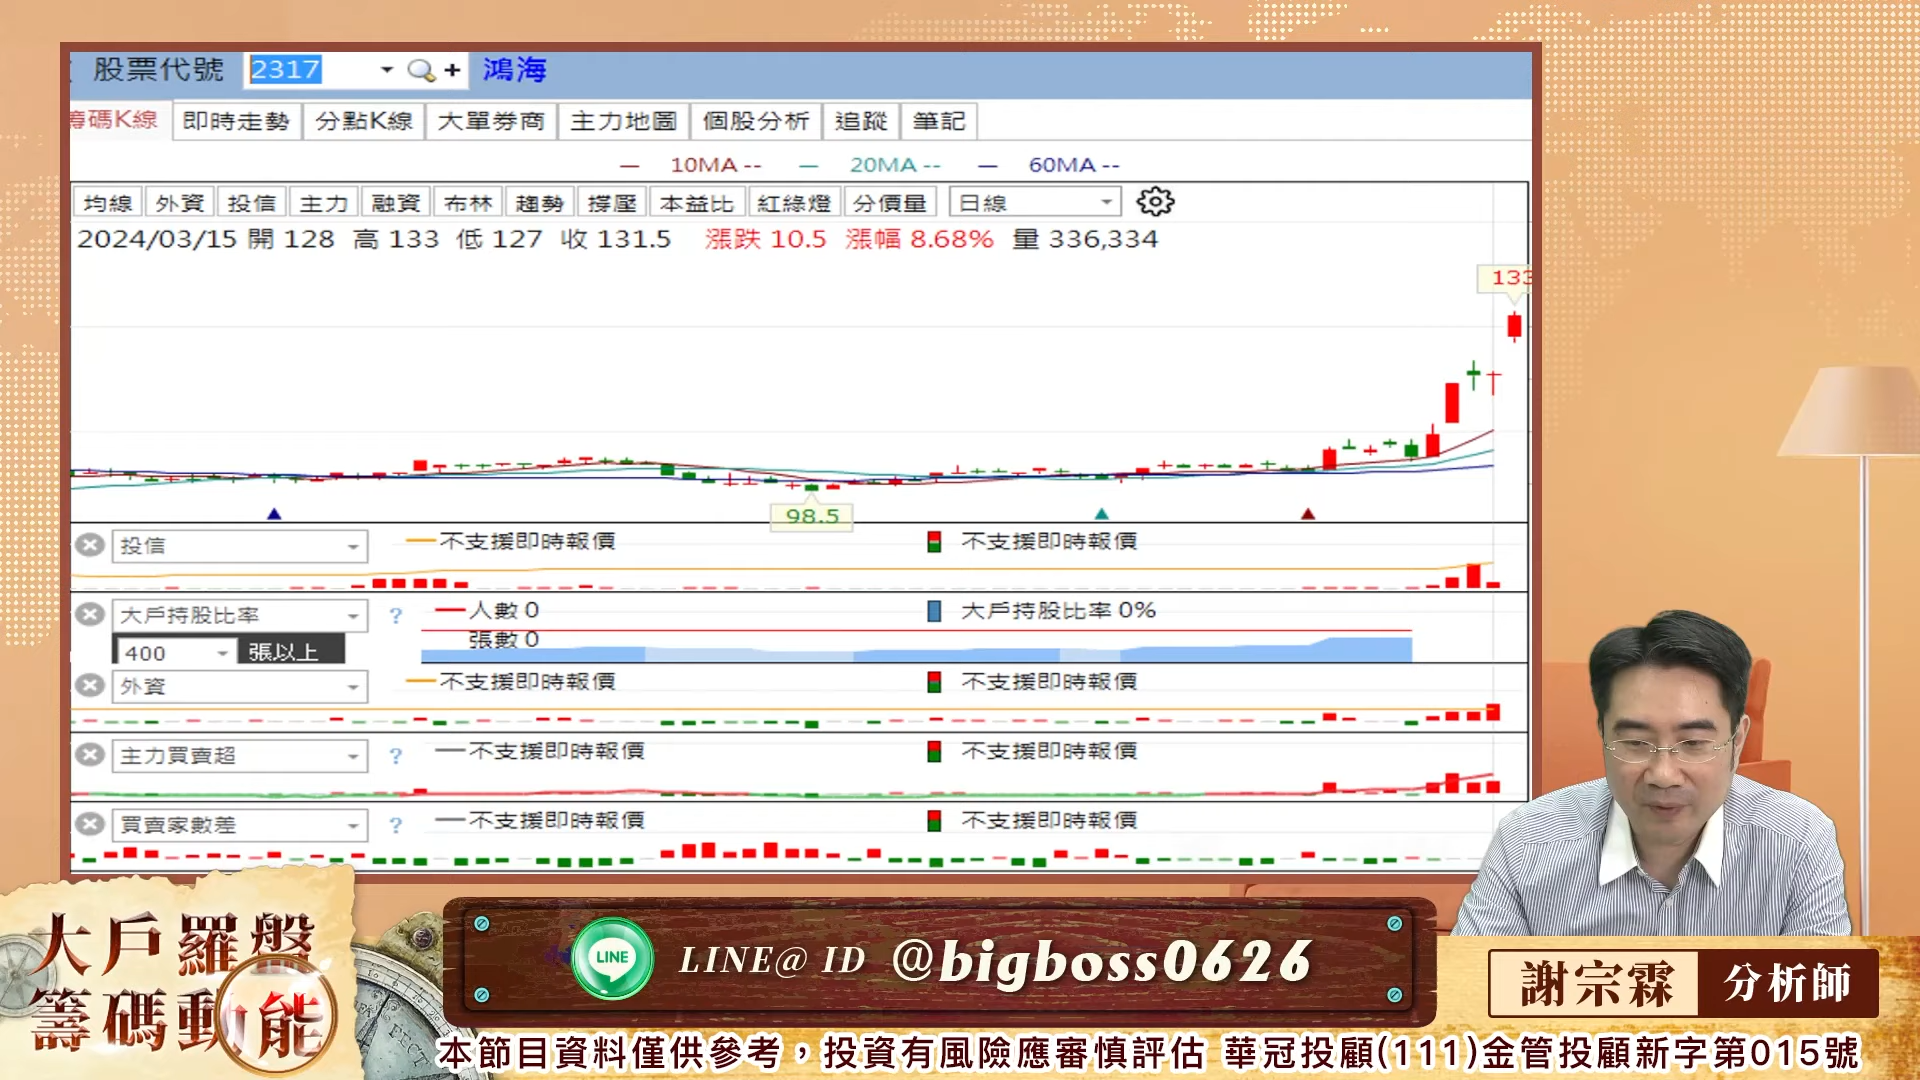 股票代號 2317 鴻海
籌碼K線 即時走勢 分點K線 大單券商 主力地圖 個股分析 追蹤 筆記
10MA -- 20MA -- 60MA --
均線 外資 投信 主力 融資 布林 趨勢 撐壓 本益比 紅綠燈 分價量 日線
2024/03/15 開 128 高 133 低 127 收 131.5 漲跌 10.5 漲幅 8.68% 量 336,334
133
98.5
投信 不支援即時報價 不支援即時報價
大戶持股比率 ? 人數 0 大戶持股比率 0%
400 張以上 張數 0
外資 不支援即時報價 不支援即時報價
主力買賣超 ? 不支援即時報價 不支援即時報價
買賣家數差 ? 不支援即時報價 不支援即時報價
大戶羅盤
籌碼動能
LINE LINE@ ID @bigboss0626
謝宗霖 分析師
本節目資料僅供參考，投資有風險應審慎評估 華冠投顧(111)金管投顧新字第015號